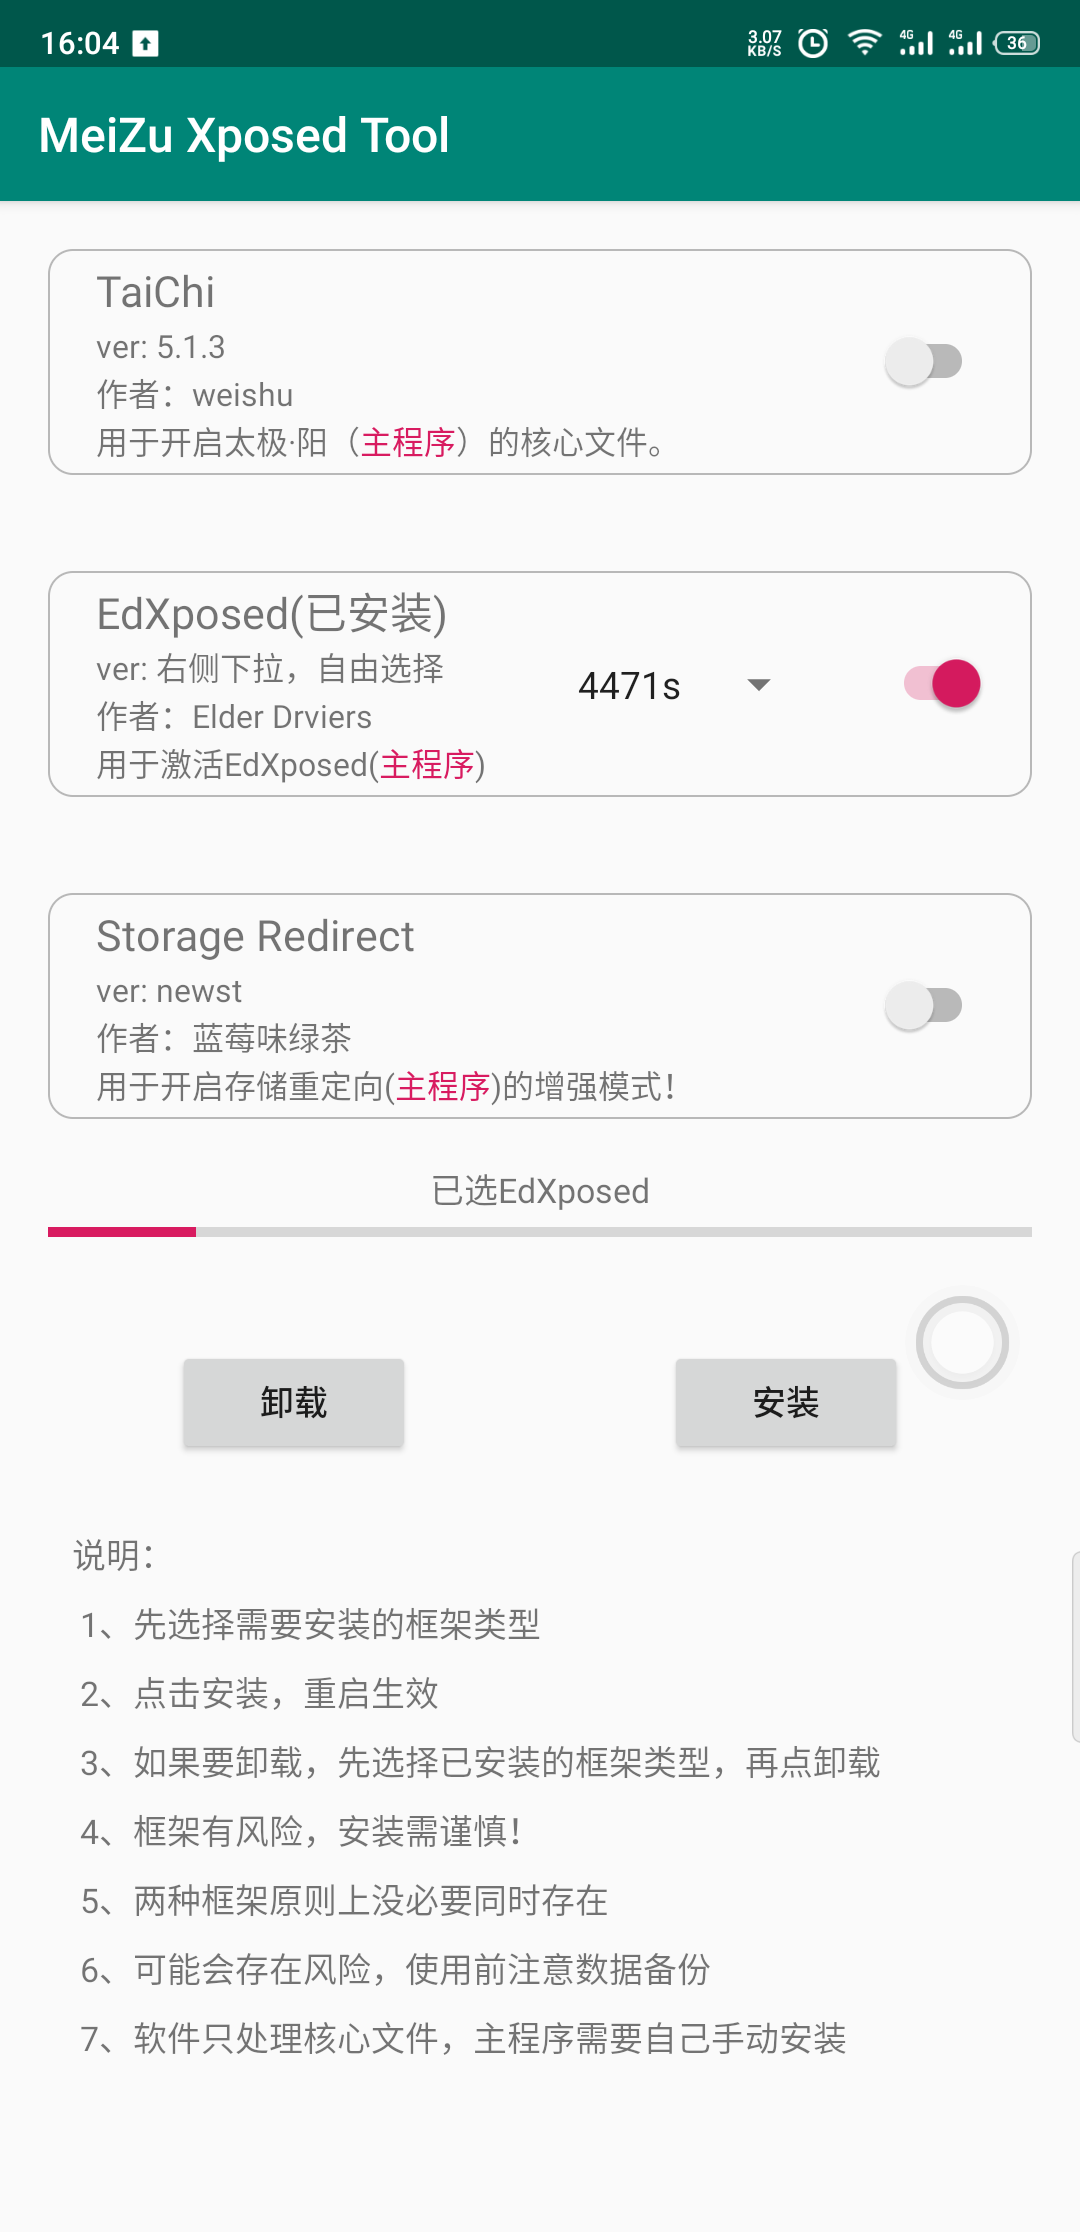 16:04
3.07 KB/S 4G 4G 36
MeiZu Xposed Tool
TaiChi
ver: 5.1.3
作者：weishu
用于开启太极·阳（主程序）的核心文件。
EdXposed(已安装)
ver: 右侧下拉，自由选择
4471s
作者：Elder Drviers
用于激活EdXposed(主程序)
Storage Redirect
ver: newst
作者：蓝莓味绿茶
用于开启存储重定向(主程序)的增强模式！
已选EdXposed
卸载 安装
说明：
1、先选择需要安装的框架类型
2、点击安装，重启生效
3、如果要卸载，先选择已安装的框架类型，再点卸载
4、框架有风险，安装需谨慎！
5、两种框架原则上没必要同时存在
6、可能会存在风险，使用前注意数据备份
7、软件只处理核心文件，主程序需要自己手动安装